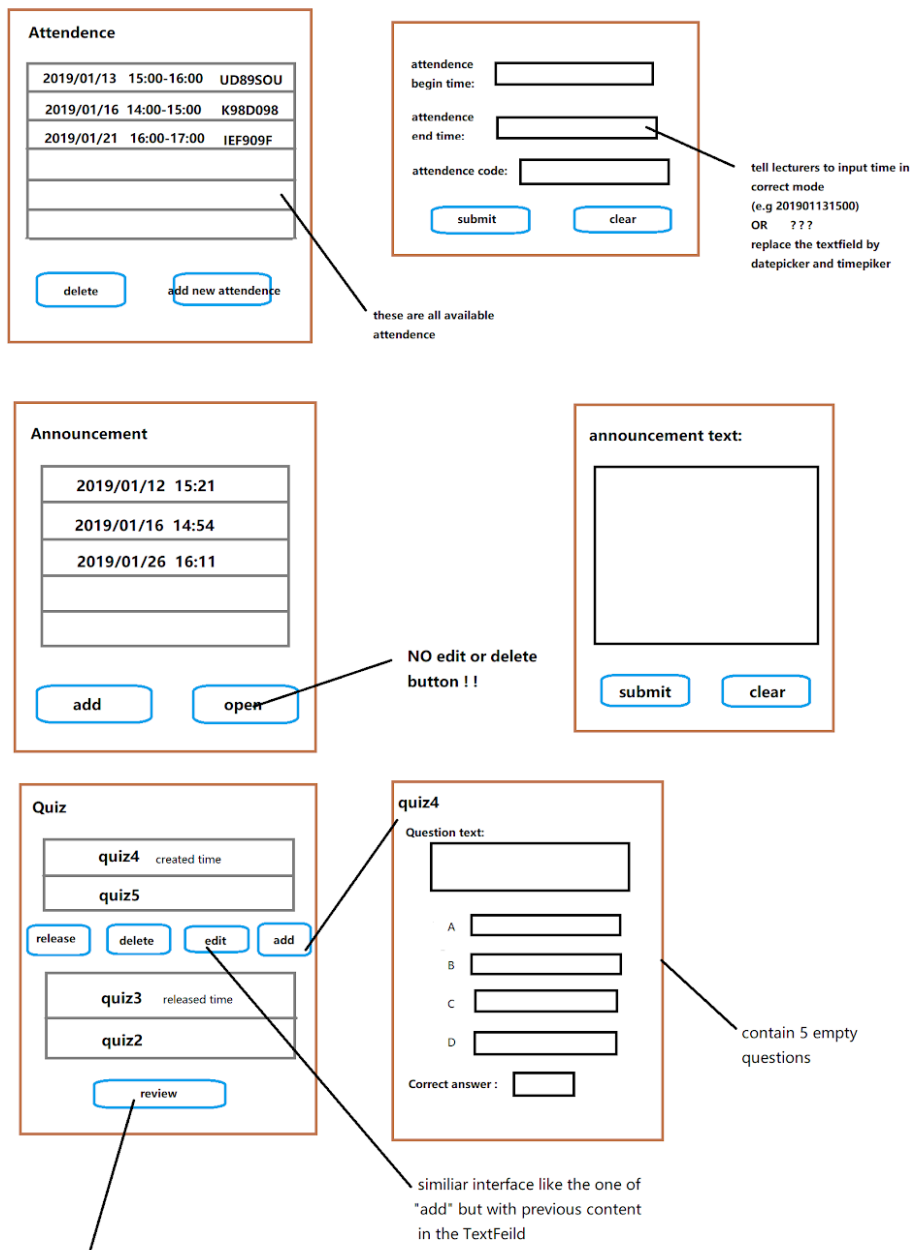 Attendence
2019/01/13 15:00-16:00 UD89SOU
2019/01/16 14:00-15:00 K98D098
2019/01/21 16:00-17:00 IEF909F
delete
add new attendence
these are all available
attendence
attendence
begin time:
attendence
end time:
attendence code:
submit
clear
tell lecturers to input time in
correct mode
(e.g 201901131500)
OR ???
replace the textfield by
datepicker and timepiker
Announcement
2019/01/12 15:21
2019/01/16 14:54
2019/01/26 16:11
add
open
NO edit or delete
button ! !
announcement text:
submit
clear
Quiz
quiz4 created time
quiz5
release
delete
edit
add
quiz3 released time
quiz2
review
quiz4
Question text:
A
B
C
D
Correct answer :
contain 5 empty
questions
similiar interface like the one of
"add" but with previous content
in the TextFeild